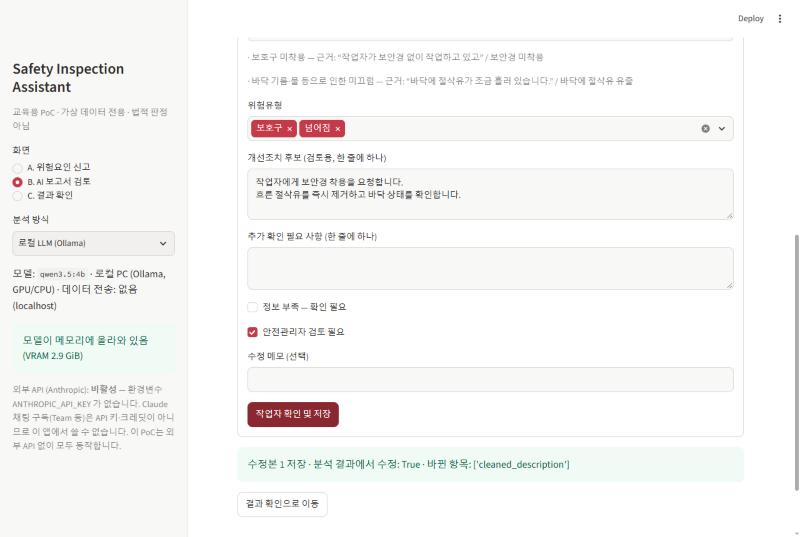 Deploy
Safety Inspection
Assistant
교육용 PoC · 가상 데이터 전용 · 법적 판정
아님
화면
A. 위험요인 신고
B. AI 보고서 검토
C. 결과 확인
분석 방식
로컬 LLM (Ollama)
모델: qwen3.5:4b · 로컬 PC (Ollama,
GPU/CPU) · 데이터 전송: 없음
(localhost)
모델이 메모리에 올라와 있음
(VRAM 2.9 GiB)
외부 API (Anthropic): 비활성 — 환경변수
ANTHROPIC_API_KEY 가 없습니다. Claude
채팅 구독(Team 등)은 API 키·크레딧이 아니
므로 이 앱에서 쓸 수 없습니다. 이 PoC는 외
부 API 없이 모두 동작합니다.
· 보호구 미착용 — 근거: "작업자가 보안경 없이 작업하고 있고" / 보안경 미착용
· 바닥 기름·물 등으로 인한 미끄럼 — 근거: "바닥에 절삭유가 조금 흘러 있습니다." / 바닥에 절삭유 유출
위험유형
보호구 ×
넘어짐 ×
개선조치 후보 (검토용, 한 줄에 하나)
작업자에게 보안경 착용을 요청합니다.
흐른 절삭유를 즉시 제거하고 바닥 상태를 확인합니다.
추가 확인 필요 사항 (한 줄에 하나)
정보 부족 — 확인 필요
안전관리자 검토 필요
수정 메모 (선택)
작업자 확인 및 저장
수정본 1 저장 · 분석 결과에서 수정: True · 바뀐 항목: ['cleaned_description']
결과 확인으로 이동